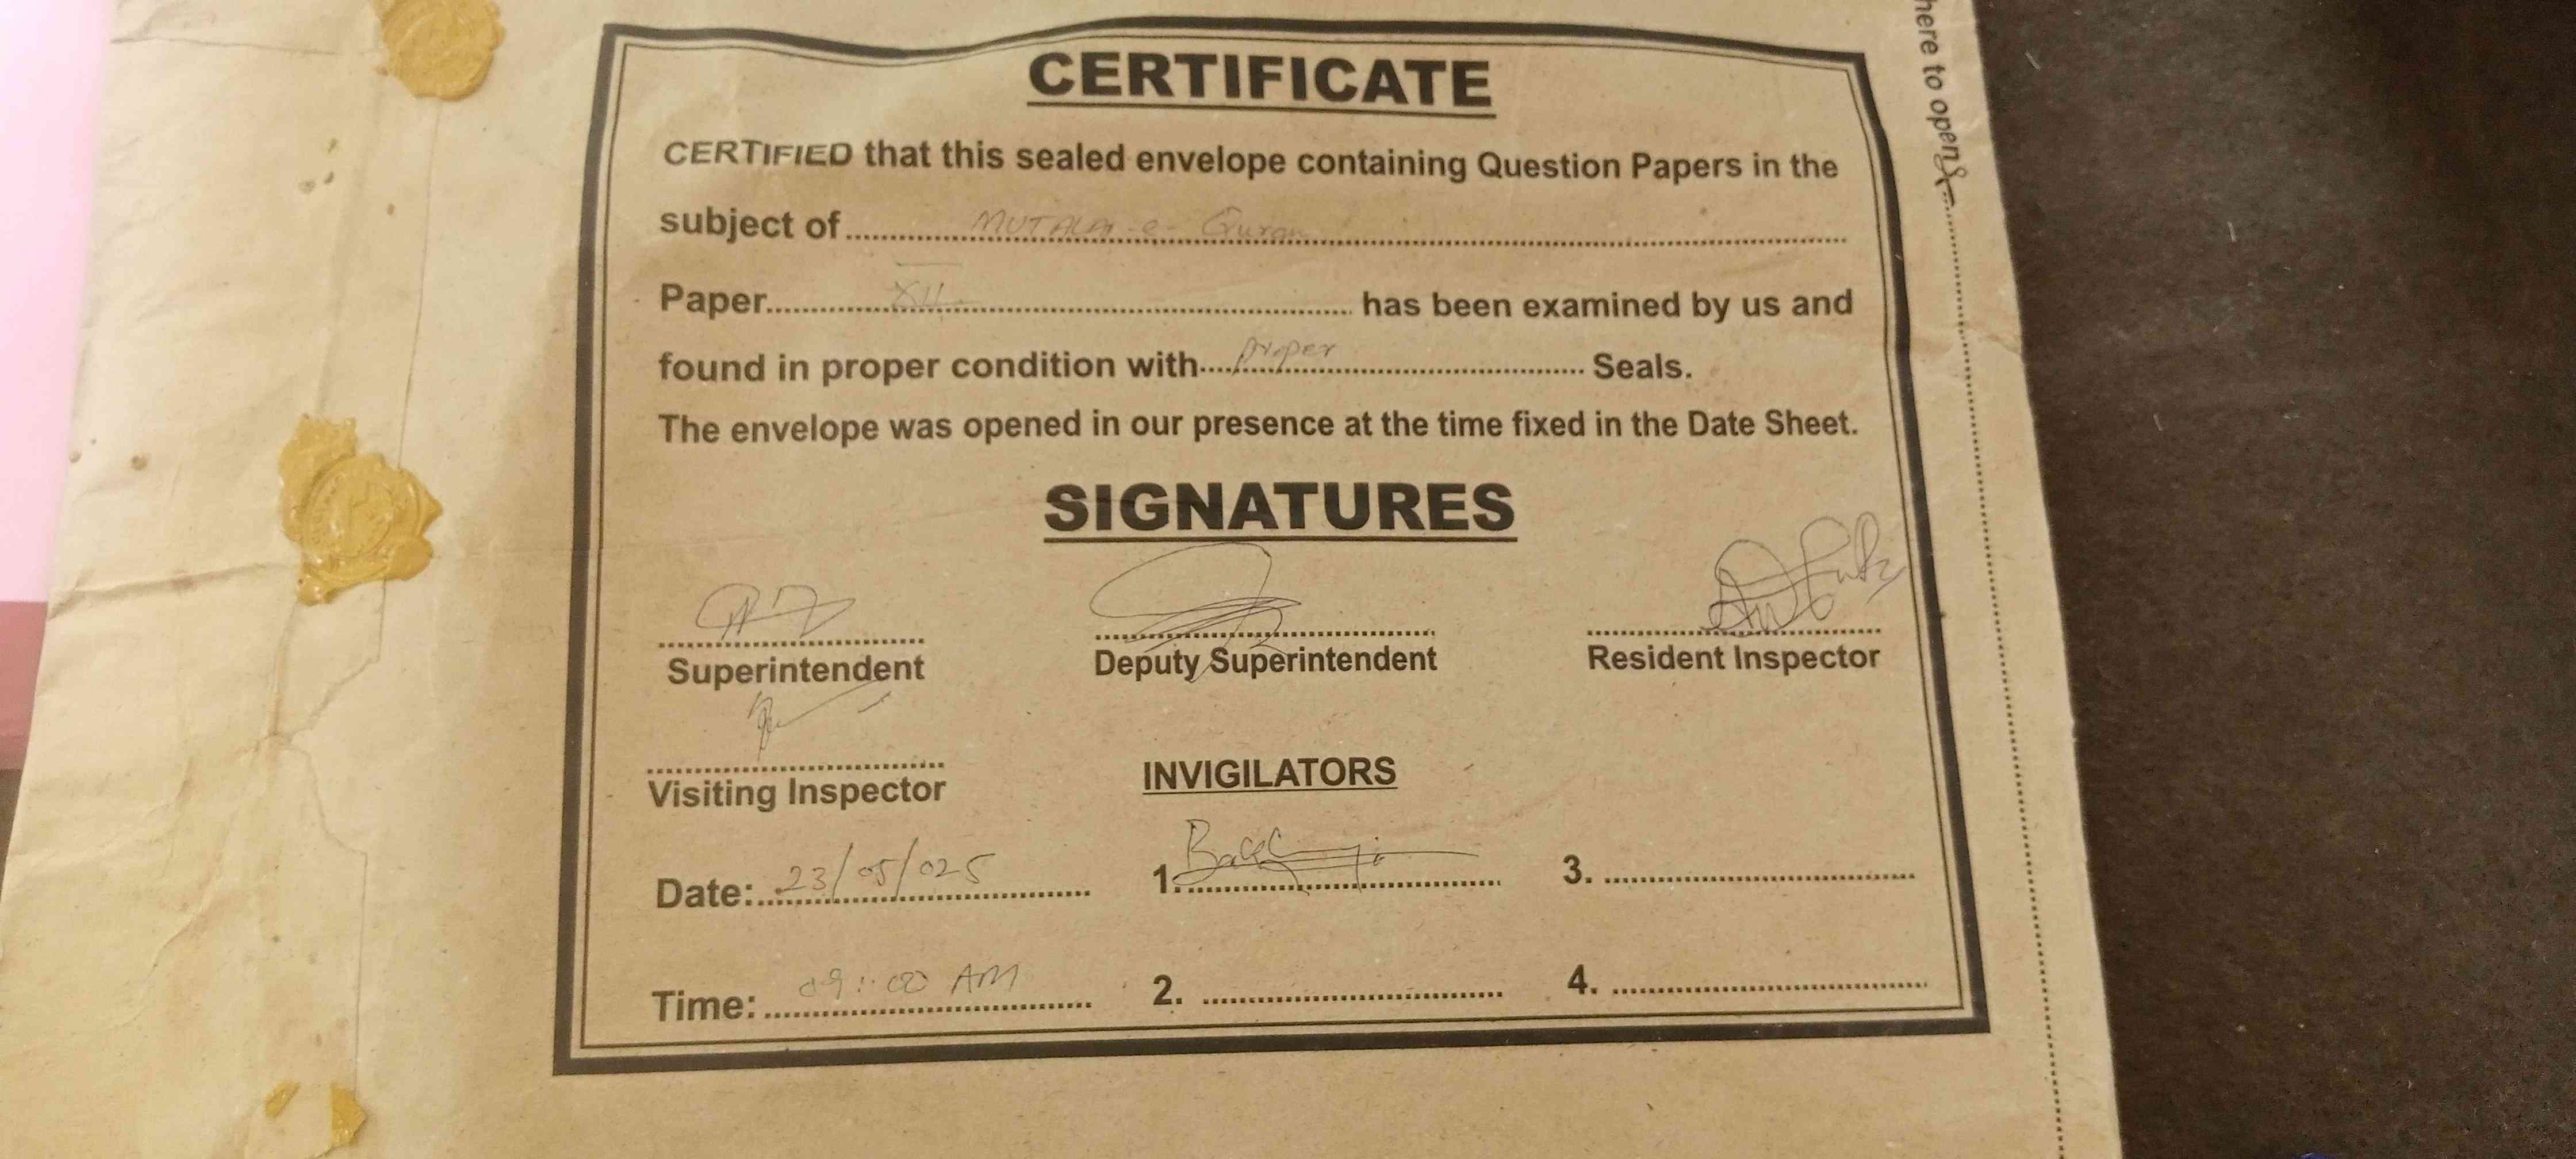 here to open
CERTIFICATE
CERTIFIED that this sealed envelope containing Question Papers in the
subject of MUTALA-e-Quran
Paper XII has been examined by us and
found in proper condition with proper Seals.
The envelope was opened in our presence at the time fixed in the Date Sheet.
SIGNATURES
Superintendent Deputy Superintendent Resident Inspector
Visiting Inspector INVIGILATORS
Date: 23/05/025 1. 3.
Time: 09:00 AM 2. 4.